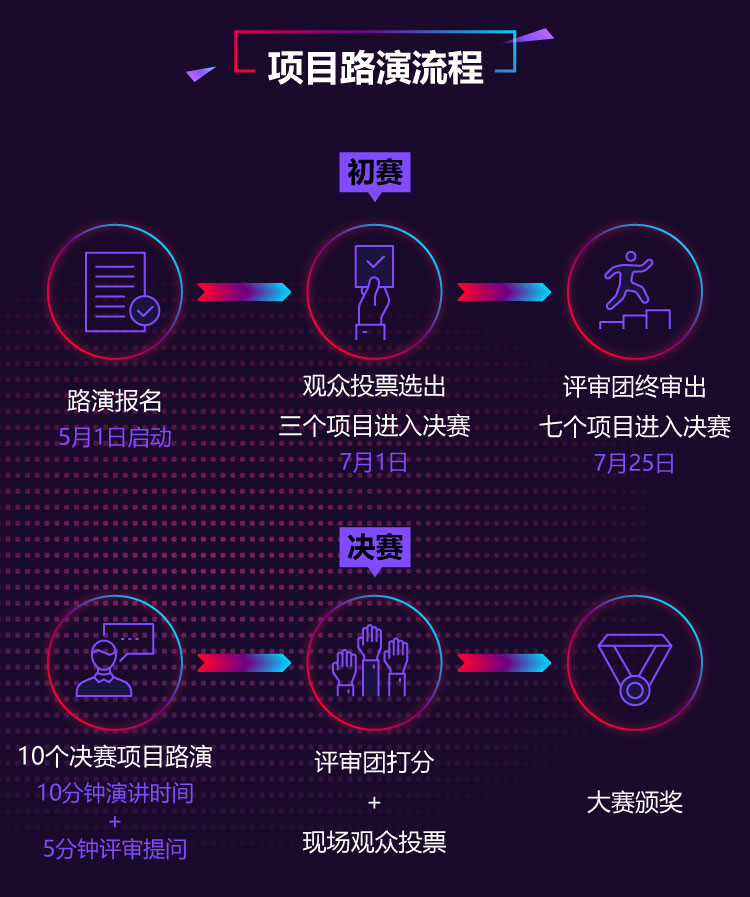 项目路演流程
初赛
路演报名
5月1日启动
观众投票选出
三个项目进入决赛
7月1日
评审团终审出
七个项目进入决赛
7月25日
决赛
10个决赛项目路演
10分钟演讲时间
+
5分钟评审提问
评审团打分
+
现场观众投票
大赛颁奖